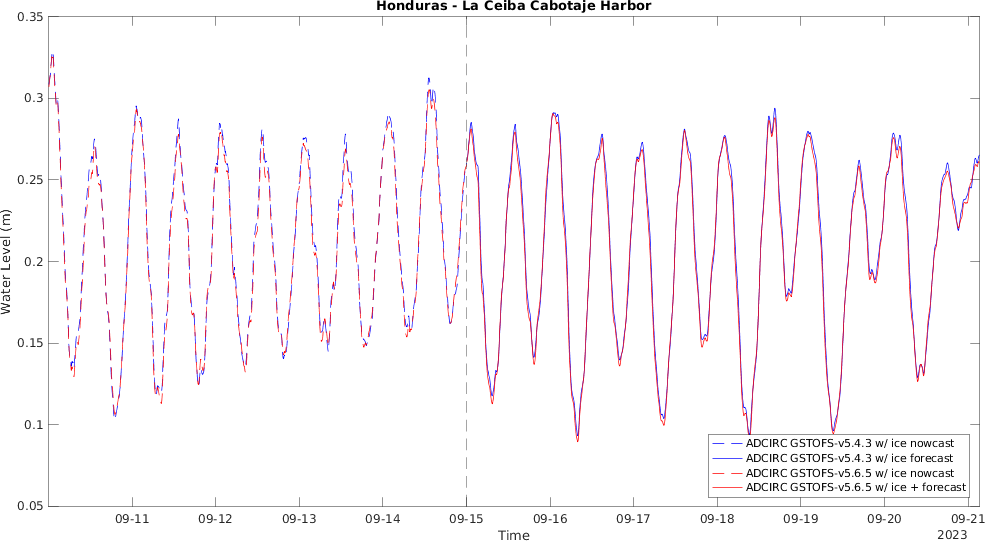 Honduras - La Ceiba Cabotaje Harbor
0.35
0.3
0.25
0.2
0.15
0.1
0.05
Water Level (m)
ADCIRC GSTOFS-v5.4.3 w/ ice nowcast
ADCIRC GSTOFS-v5.4.3 w/ ice forecast
ADCIRC GSTOFS-v5.6.5 w/ ice nowcast
ADCIRC GSTOFS-v5.6.5 w/ ice + forecast
09-11 09-12 09-13 09-14 09-15 09-16 09-17 09-18 09-19 09-20 09-21
Time
2023